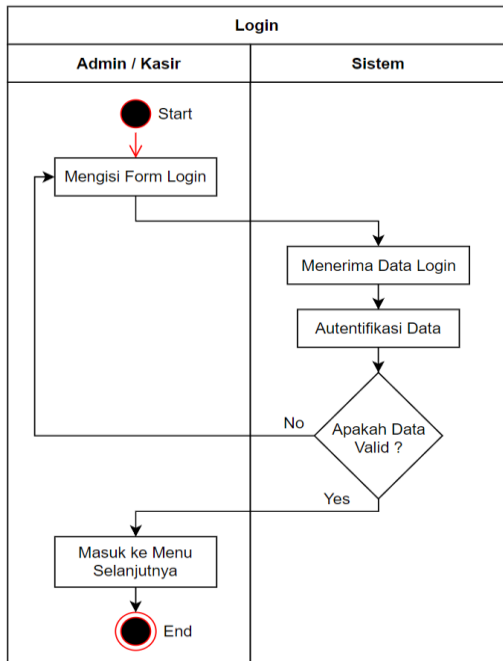 Login
Admin / Kasir
Sistem
Start
Mengisi Form Login
Menerima Data Login
Autentifikasi Data
Apakah Data
Valid ?
No
Yes
Masuk ke Menu
Selanjutnya
End